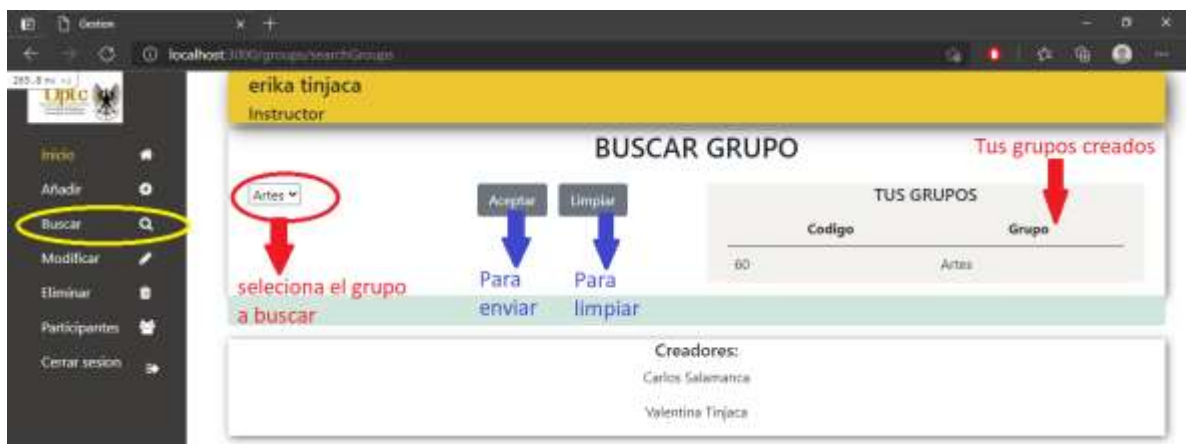 Gestion
localhost:3000/groups/searchGroups
Uptc
erika tinjaca
Instructor
Inicio
Añadir
Buscar
Modificar
Eliminar
Participantes
Cerrar sesion
BUSCAR GRUPO
Tus grupos creados
Artes
Aceptar
Limpiar
TUS GRUPOS
Codigo Grupo
60 Artes
seleciona el grupo
a buscar
Para
enviar
Para
limpiar
Creadores:
Carlos Salamanca
Valentina Tinjaca